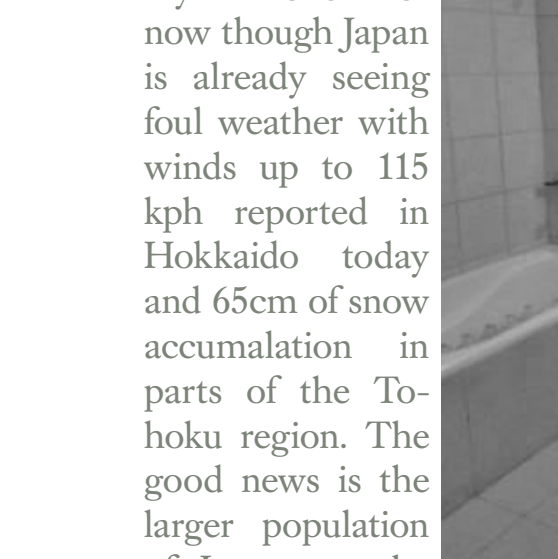 now though Japan
is already seeing
foul weather with
winds up to 115
kph reported in
Hokkaido today
and 65cm of snow
accumalation in
parts of the To-
hoku region. The
good news is the
larger population